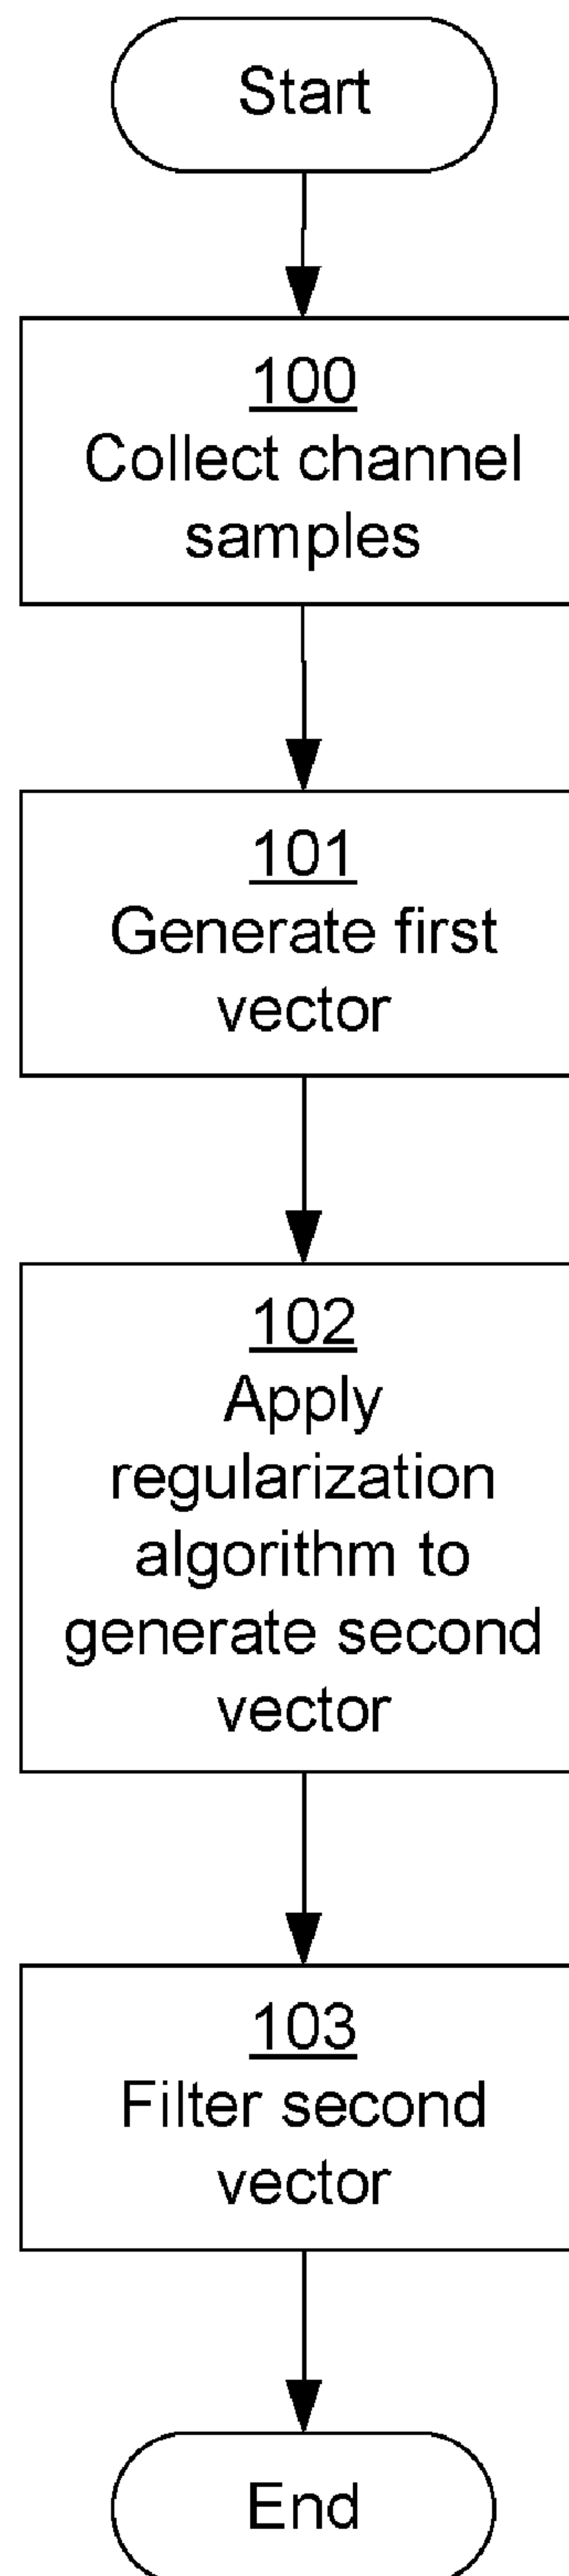 Start
100
Collect channel
samples
101
Generate first
vector
102
Apply
regularization
algorithm to
generate second
vector
103
Filter second
vector
End